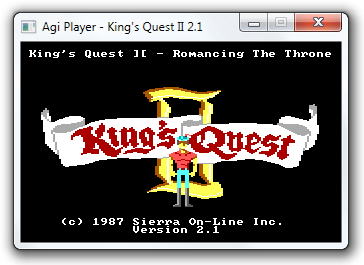 Agi Player - King's Quest II 2.1
King's Quest ][ - Romancing The Throne
King's Quest
II
(c) 1987 Sierra On-Line Inc.
Version 2.1